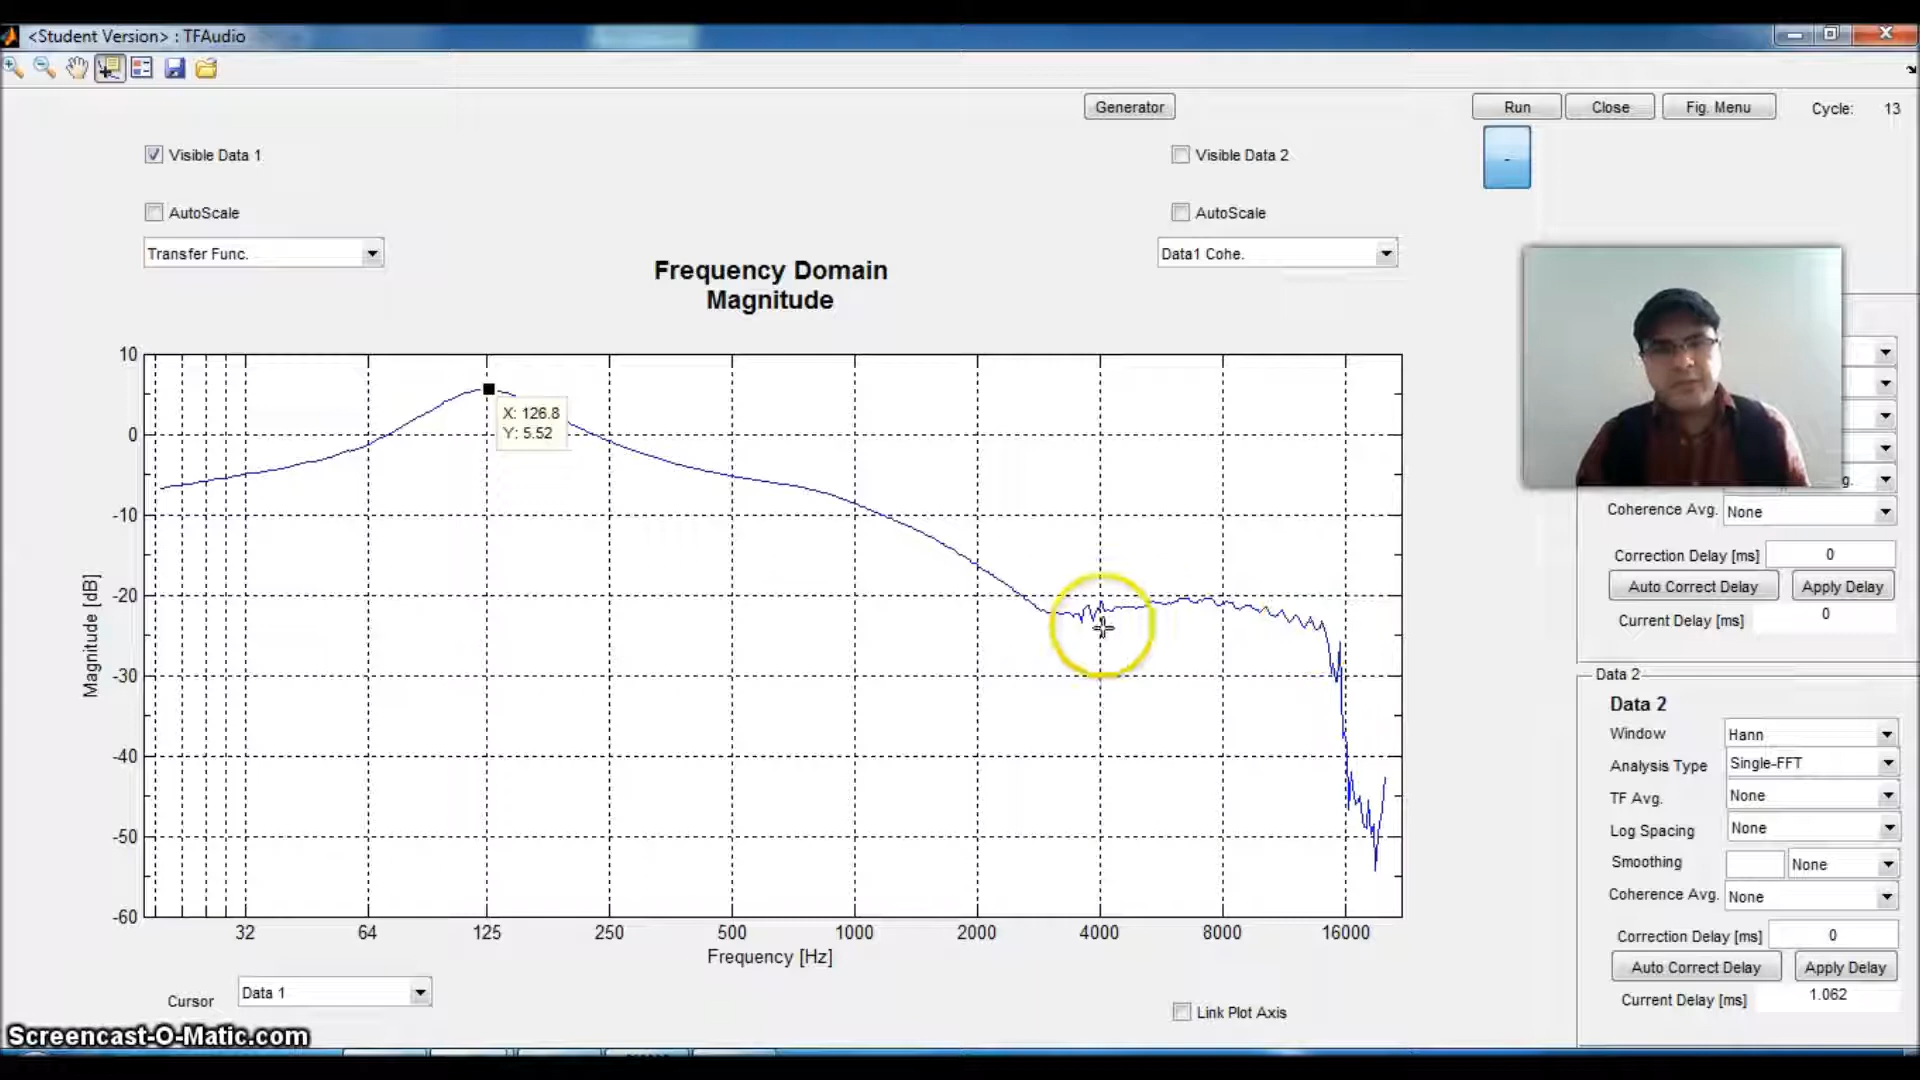 <Student Version> : TFAudio
Generator
Run
Close
Fig. Menu
Cycle: 13
-
Visible Data 1
Visible Data 2
AutoScale
AutoScale
Transfer Func.
Data1 Cohe.
Frequency Domain
Magnitude
10
0
-10
-20
-30
-40
-50
-60
Magnitude [dB]
X: 126.8
Y: 5.52
32
64
125
250
500
1000
2000
4000
8000
16000
Frequency [Hz]
Cursor
Data 1
Link Plot Axis
g.
Coherence Avg. None
Correction Delay [ms] 0
Auto Correct Delay
Apply Delay
Current Delay [ms] 0
Data 2
Data 2
Window Hann
Analysis Type Single-FFT
TF Avg. None
Log Spacing None
Smoothing None
Coherence Avg. None
Correction Delay [ms] 0
Auto Correct Delay
Apply Delay
Current Delay [ms] 1.062
Screencast-O-Matic.com